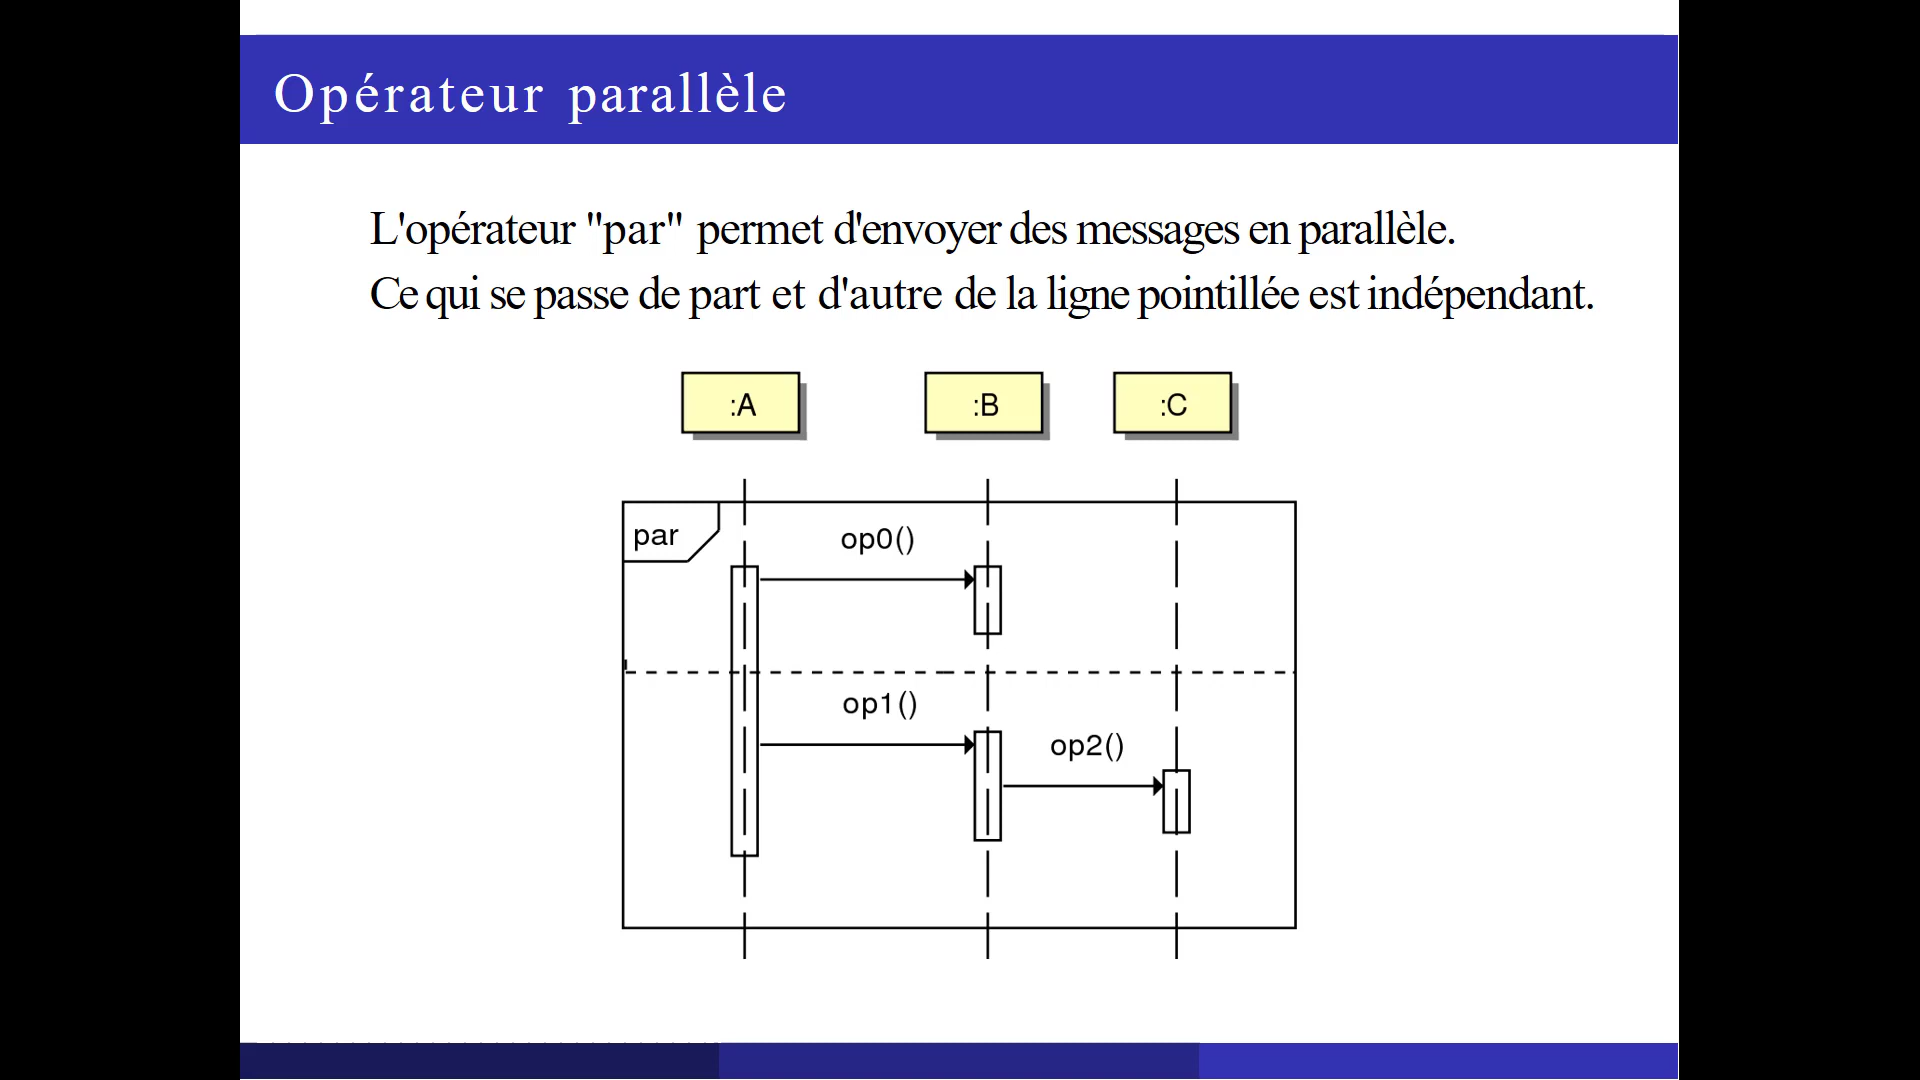 Opérateur parallèle
L'opérateur "par" permet d'envoyer des messages en parallèle.
Ce qui se passe de part et d'autre de la ligne pointillée est indépendant.
:A
:B
:C
par
op0()
op1()
op2()